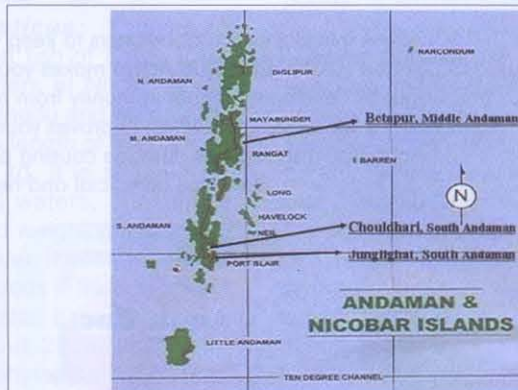 NARCONDUM
N. ANDAMAN
DIGLIPUR
MAYABUNDER
Betapur, Middle Andaman
M. ANDAMAN
RANGAT
BARREN
LONG
N
HAVELOCK
S. ANDAMAN
NEIL
Chouldhari, South Andaman
Junglighat, South Andaman
PORT BLAIR
ANDAMAN &
NICOBAR ISLANDS
LITTLE ANDAMAN
TEN DEGREE CHANNEL